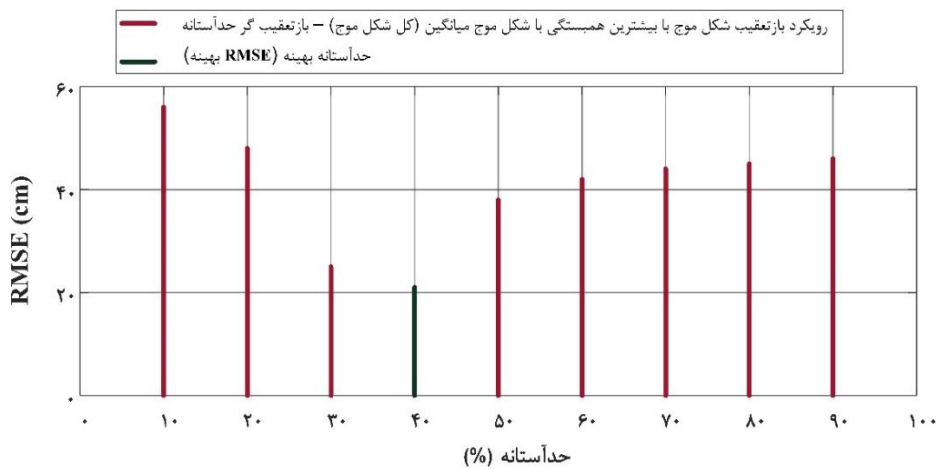 رویکرد بازتعقیب شکل موج با بیشترین همبستگی با شکل موج میانگین (کل شکل موج) – بازتعقیب گر حدآستانه
حدآستانه بهینه (RMSE بهینه)
RMSE (cm)
۶۰
۴۰
۲۰
۰
۰ ۱۰ ۲۰ ۳۰ ۴۰ ۵۰ ۶۰ ۷۰ ۸۰ ۹۰ ۱۰۰
حدآستانه (%)